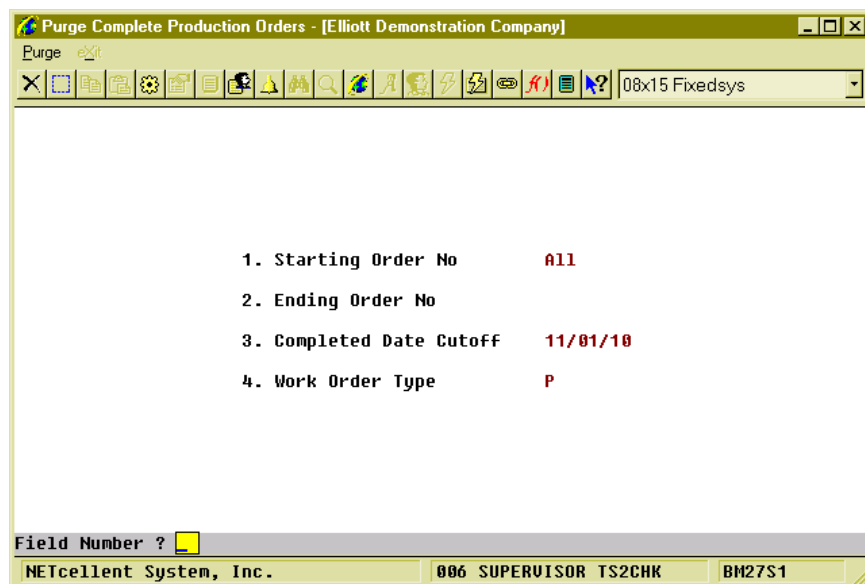 Purge Complete Production Orders - [Elliott Demonstration Company]
Purge eXit
08x15 Fixedsys
1. Starting Order No All
2. Ending Order No
3. Completed Date Cutoff 11/01/10
4. Work Order Type P
Field Number ?
NETcellent System, Inc. 006 SUPERVISOR TS2CHK BM27S1